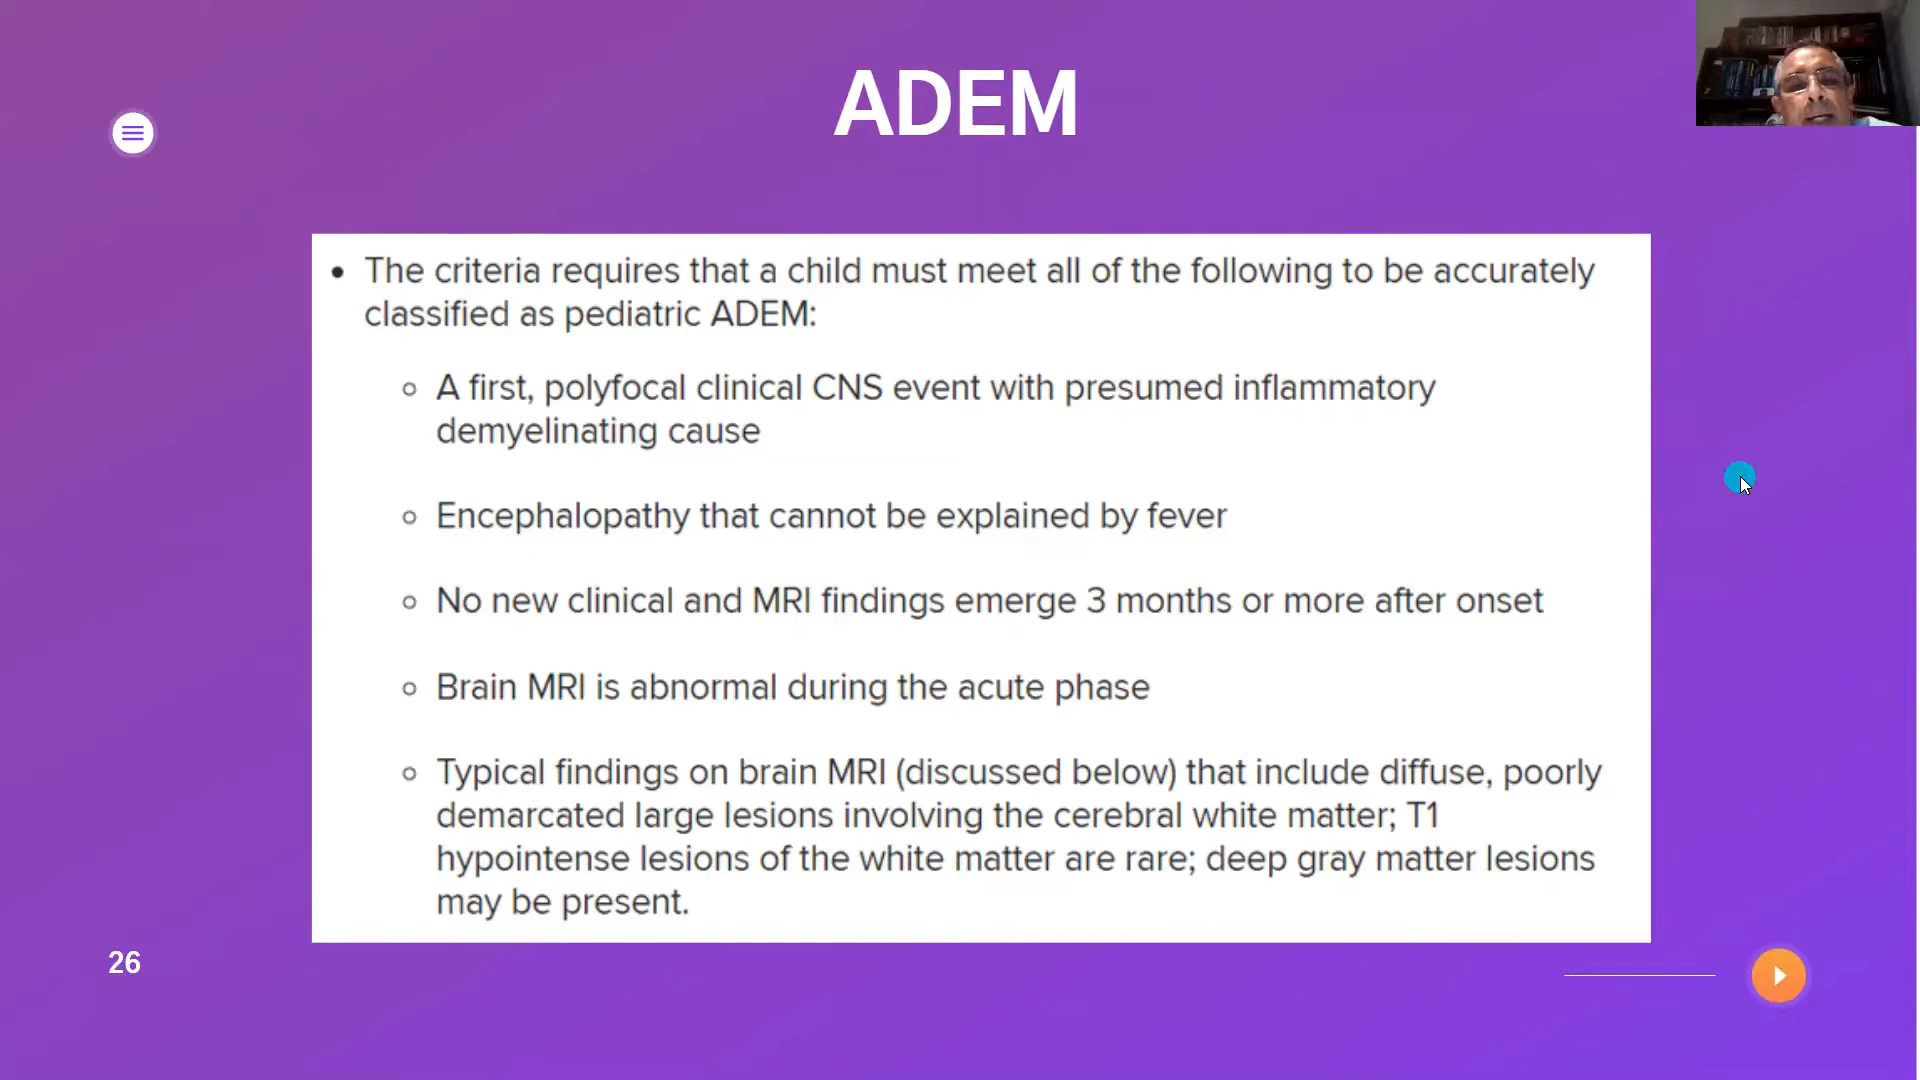 ADEM
• The criteria requires that a child must meet all of the following to be accurately
classified as pediatric ADEM:
○ A first, polyfocal clinical CNS event with presumed inflammatory
demyelinating cause
○ Encephalopathy that cannot be explained by fever
○ No new clinical and MRI findings emerge 3 months or more after onset
○ Brain MRI is abnormal during the acute phase
○ Typical findings on brain MRI (discussed below) that include diffuse, poorly
demarcated large lesions involving the cerebral white matter; T1
hypointense lesions of the white matter are rare; deep gray matter lesions
may be present.
26